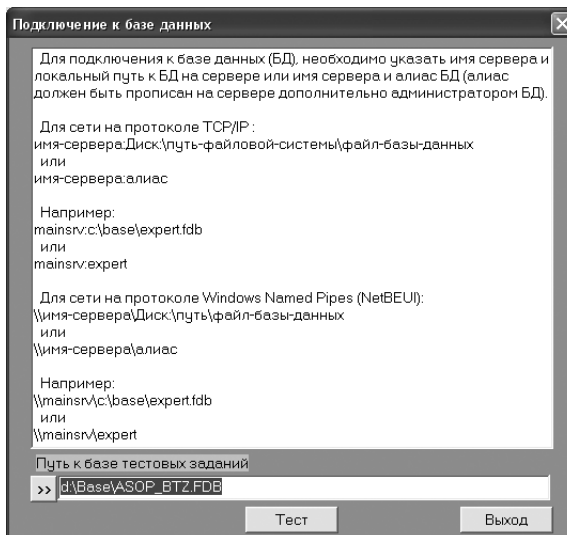 Подключение к базе данных
Для подключения к базе данных (БД), необходимо указать имя сервера и
локальный путь к БД на сервере или имя сервера и алиас БД (алиас
должен быть прописан на сервере дополнительно администратором БД).
Для сети на протоколе TCP/IP :
имя-сервера:Диск:\путь-файловой-системы\файл-базы-данных
или
имя-сервера:алиас
Например:
mainsrv:c:\base\expert.fdb
или
mainsrv:expert
Для сети на протоколе Windows Named Pipes (NetBEUI):
\\имя-сервера\Диск:\путь\файл-базы-данных
или
\\имя-сервера\алиас
Например:
\\mainsrv\c:\base\expert.fdb
или
\\mainsrv\expert
Путь к базе тестовых заданий
>> d:\Base\ASOP_BTZ.FDB
Тест Выход